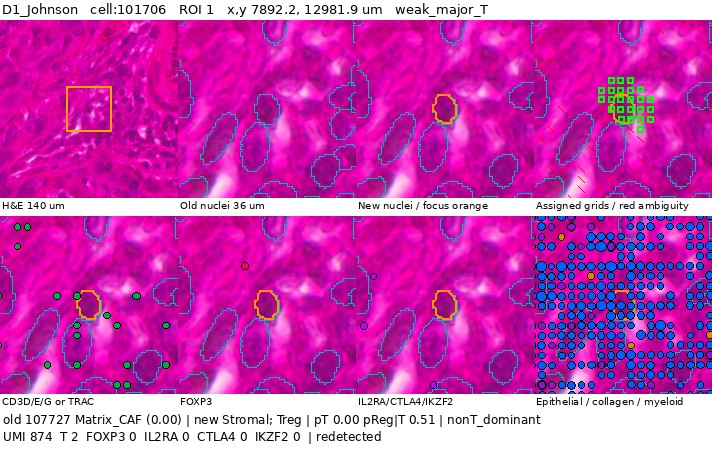 D1_Johnson cell:101706 ROI 1 x,y 7892.2, 12981.9 um weak_major_T
H&E 140 um
Old nuclei 36 um
New nuclei / focus orange
Assigned grids / red ambiguity
CD3D/E/G or TRAC
FOXP3
IL2RA/CTLA4/IKZF2
Epithelial / collagen / myeloid
old 107727 Matrix_CAF (0.00) | new Stromal; Treg | pT 0.00 pReg|T 0.51 | nonT_dominant
UMI 874 T 2 FOXP3 0 IL2RA 0 CTLA4 0 IKZF2 0 | redetected